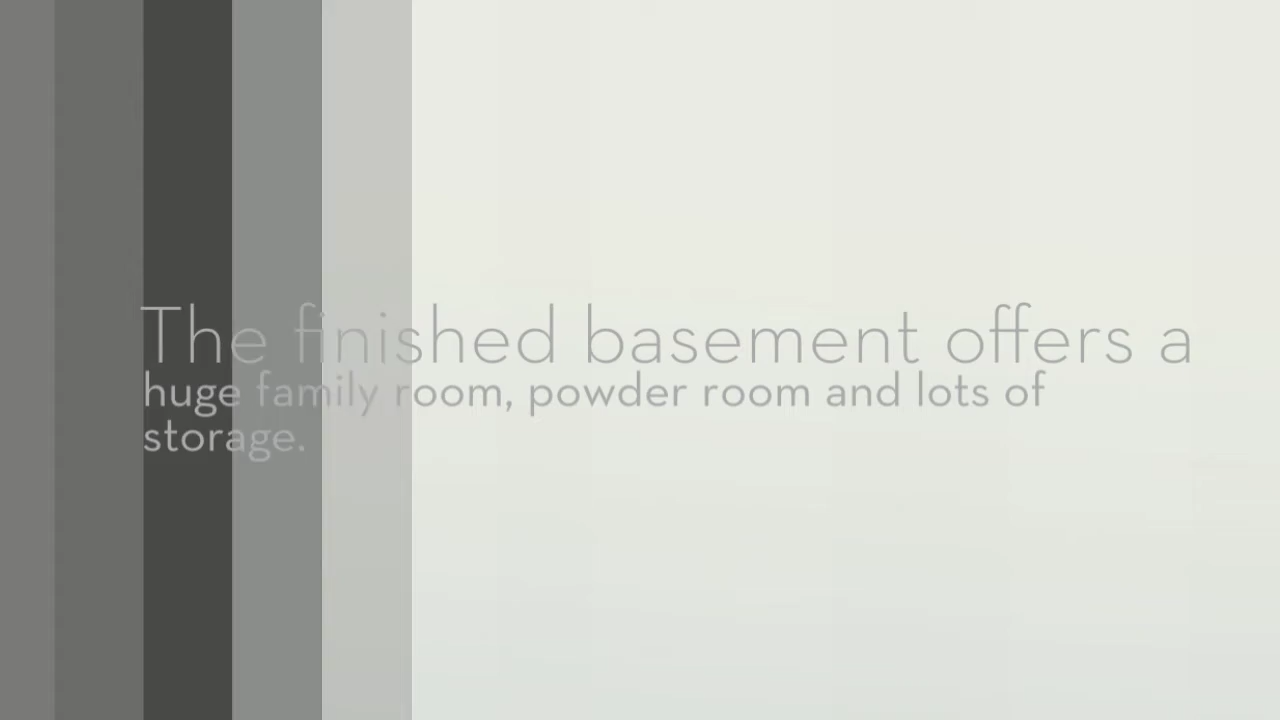 The finished basement offers a
huge family room, powder room and lots of
storage.